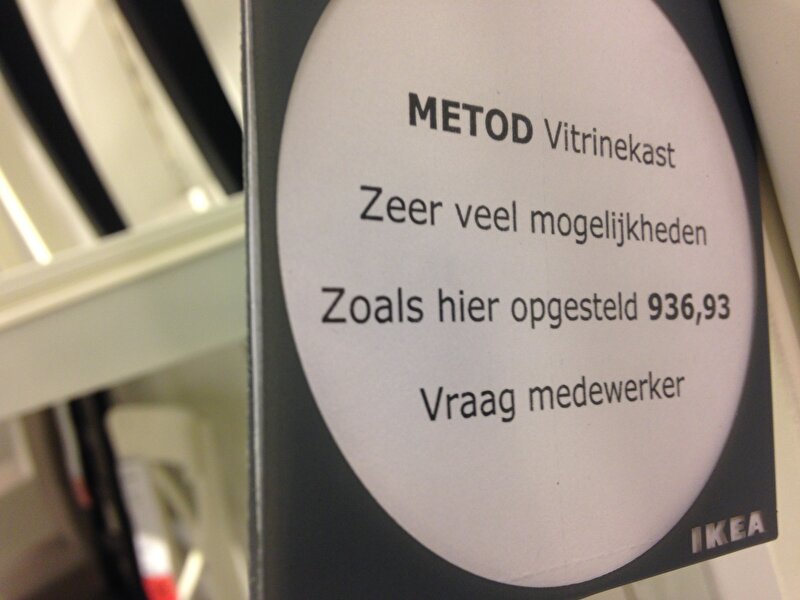 METOD Vitrinekast
Zeer veel mogelijkheden
Zoals hier opgesteld 936,93
Vraag medewerker
IKEA